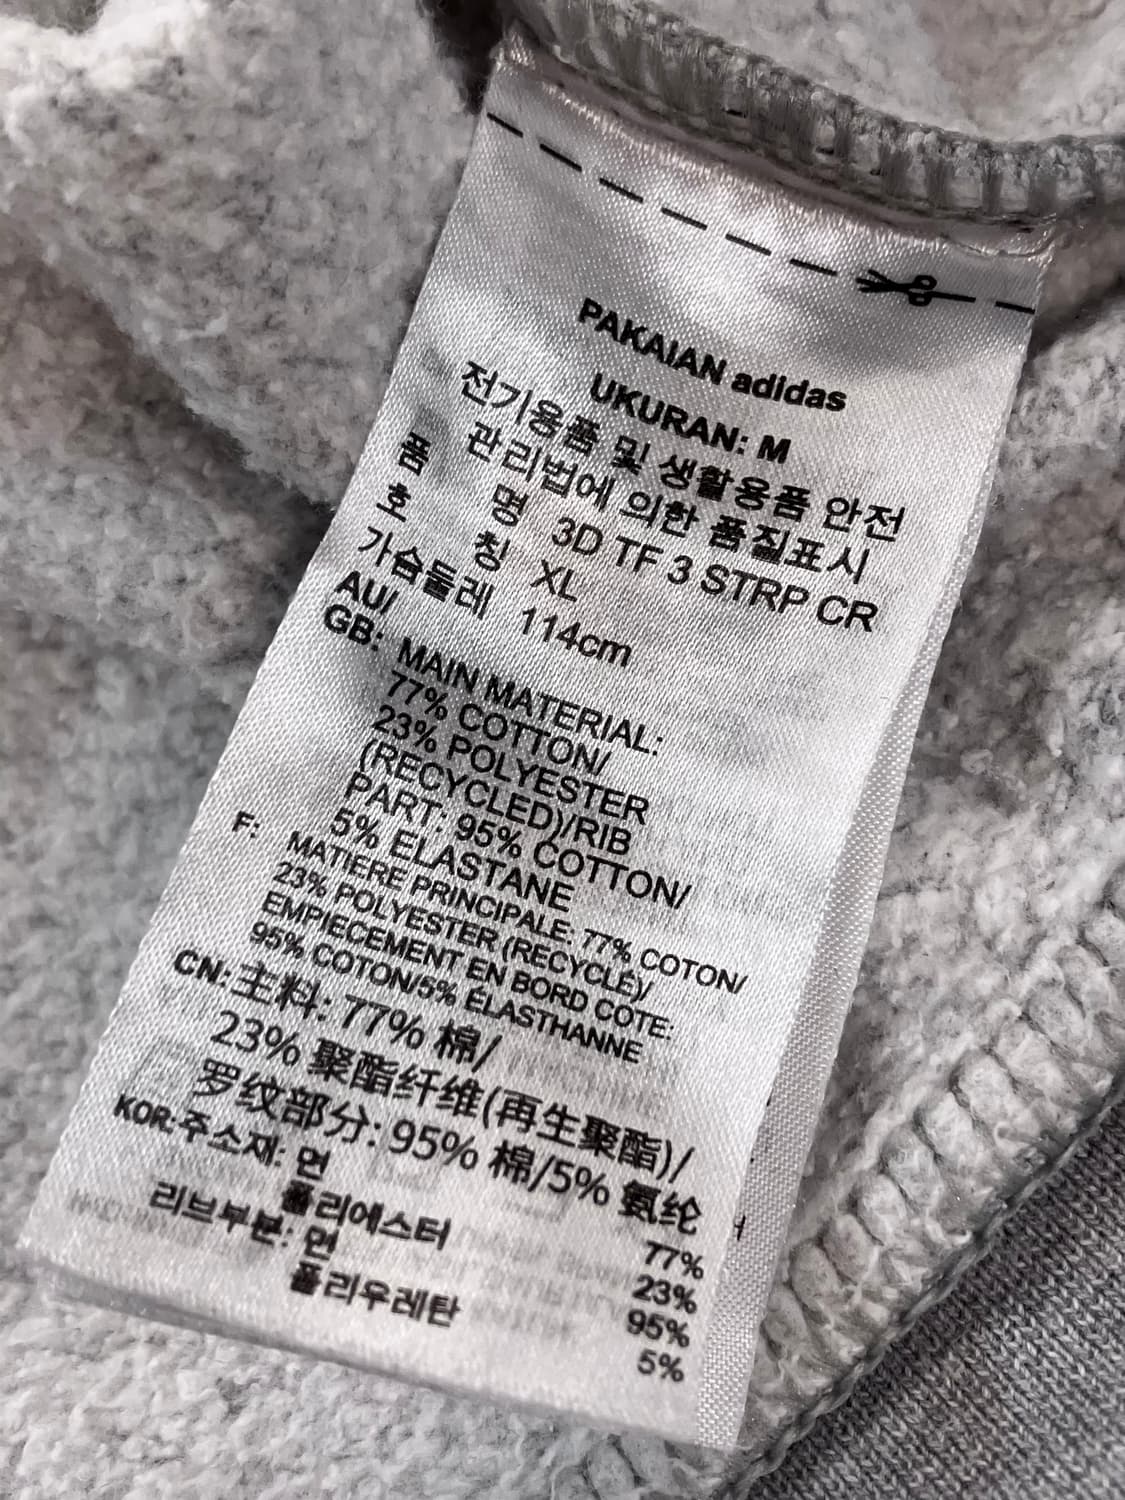 PAKAIAN adidas
UKURAN: M
전기용품 및 생활용품 안전
관리법에 의한 품질표시
품 명 3D TF 3 STRP CR
호 칭 XL
가슴둘레 114cm
AU/
GB: MAIN MATERIAL:
77% COTTON/
23% POLYESTER
(RECYCLED)/RIB
PART: 95% COTTON/
5% ELASTANE
F: MATIERE PRINCIPALE: 77% COTON/
23% POLYESTER (RECYCLÉ)/
EMPIECEMENT EN BORD COTE:
95% COTON/5% ÉLASTHANNE
CN: 主料: 77% 棉/
23% 聚酯纤维(再生聚酯)/
罗纹部分: 95% 棉/5% 氨纶
KOR: 주소재: 면 77%
폴리에스터 23%
리브부분: 면 95%
폴리우레탄 5%